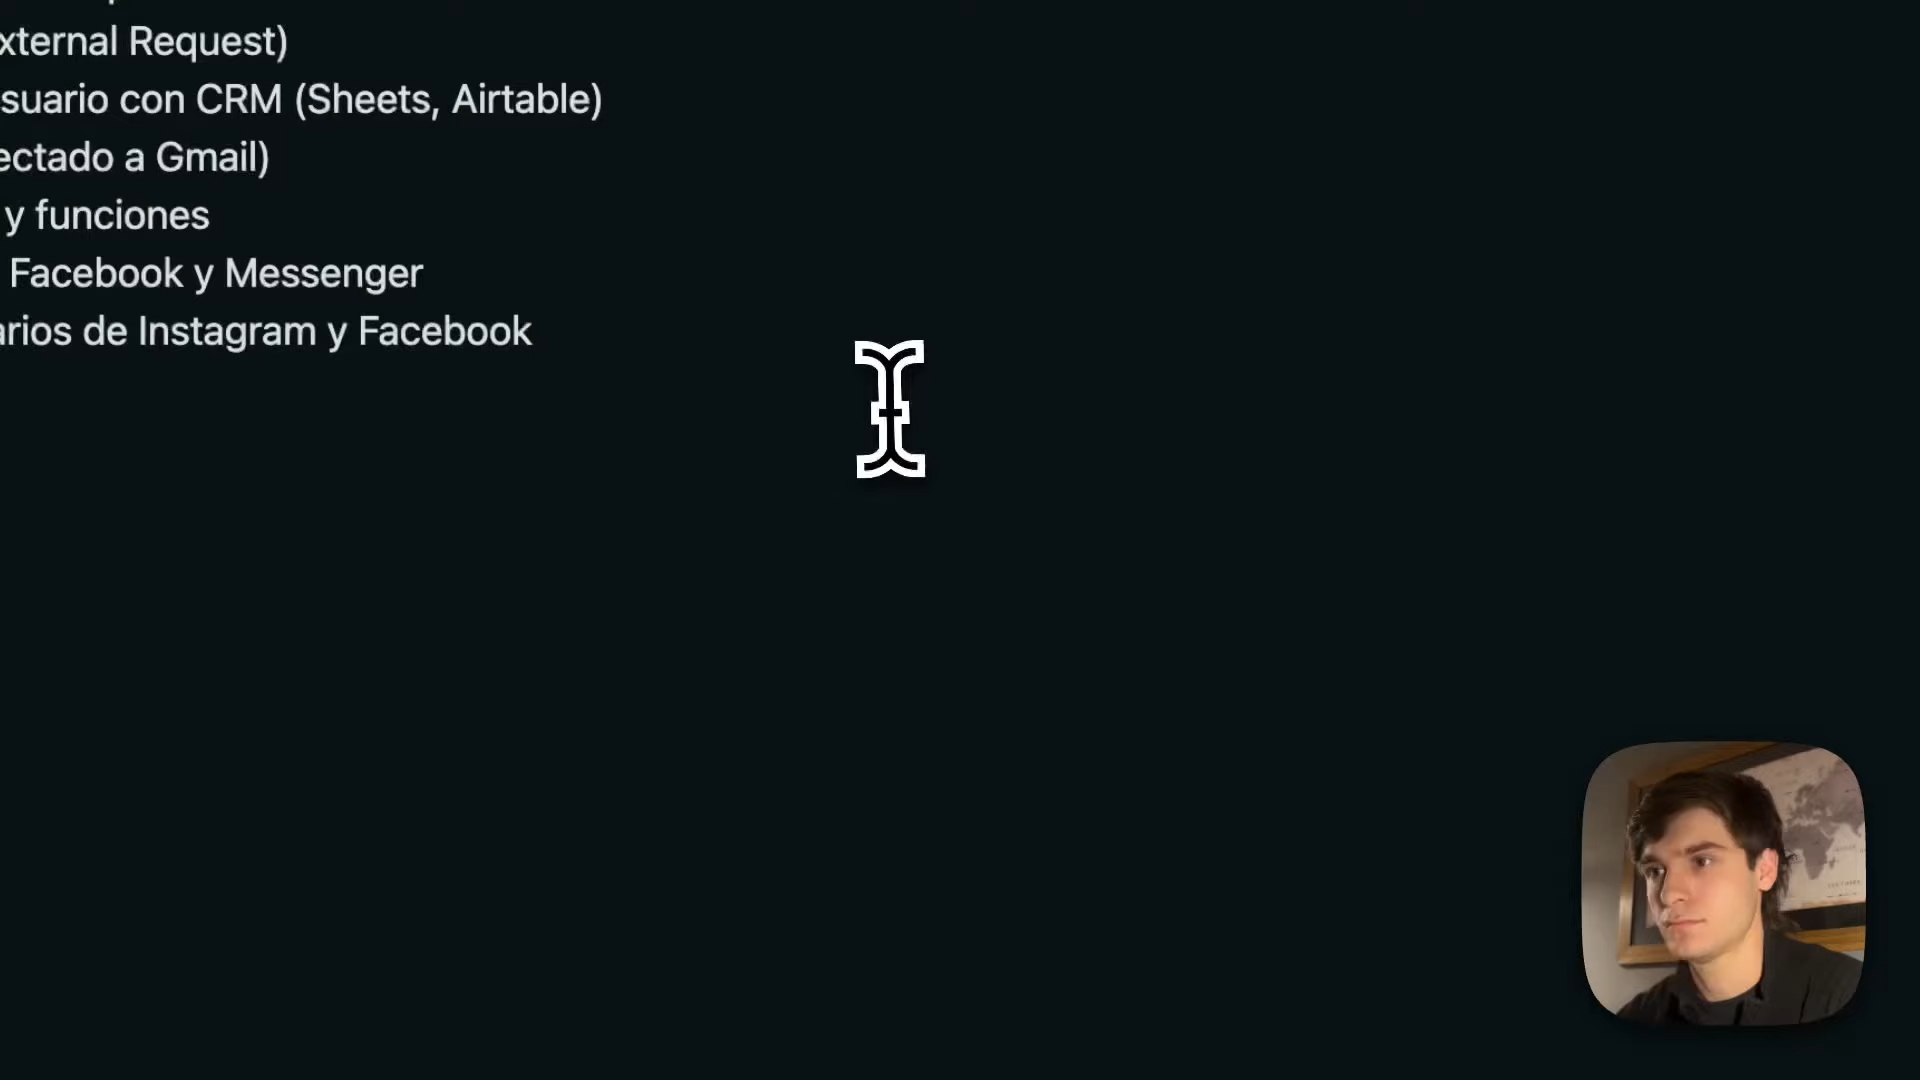 xternal Request)
suario con CRM (Sheets, Airtable)
ectado a Gmail)
y funciones
Facebook y Messenger
arios de Instagram y Facebook